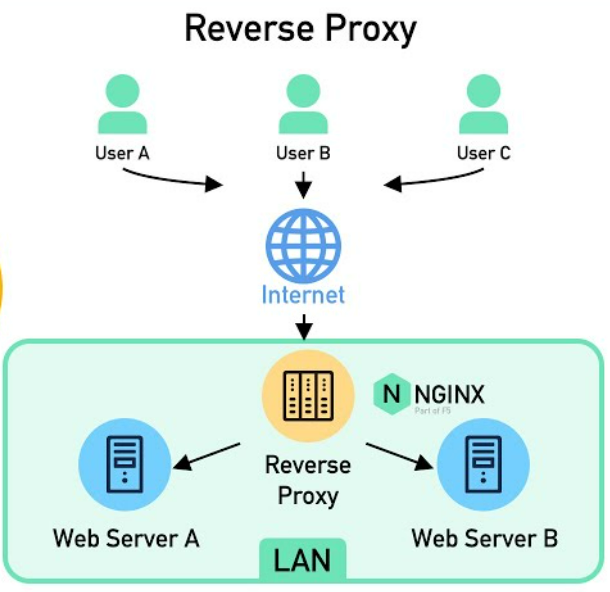 Reverse Proxy
User A
User B
User C
Internet
N NGINX
Part of F5
Reverse
Proxy
Web Server A
Web Server B
LAN